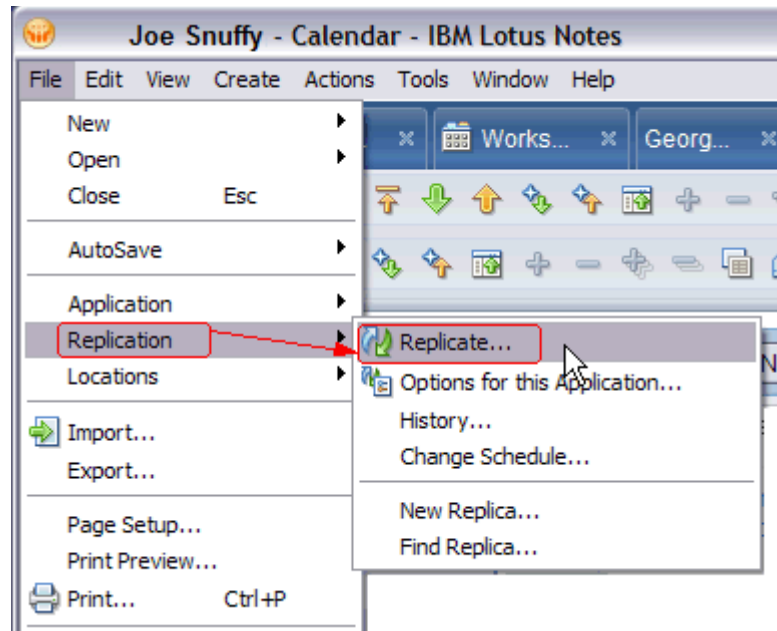 Joe Snuffy - Calendar - IBM Lotus Notes
File Edit View Create Actions Tools Window Help
Works... Georg...
New
Open
Close Esc
AutoSave
Application
Replication
Locations
Import...
Export...
Page Setup...
Print Preview...
Print... Ctrl+P
Replicate...
Options for this Application...
History...
Change Schedule...
New Replica...
Find Replica...
N